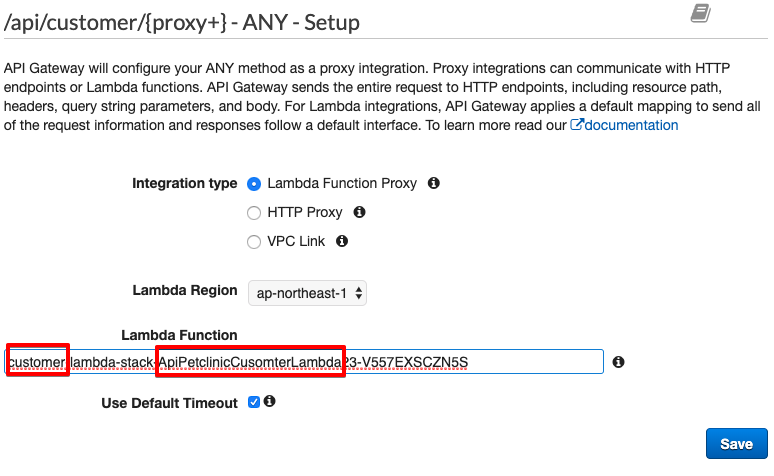 /api/customer/{proxy+} - ANY - Setup
API Gateway will configure your ANY method as a proxy integration. Proxy integrations can communicate with HTTP
endpoints or Lambda functions. API Gateway sends the entire request to HTTP endpoints, including resource path,
headers, query string parameters, and body. For Lambda integrations, API Gateway applies a default mapping to send all
of the request information and responses follow a default interface. To learn more read our documentation
Integration type Lambda Function Proxy
HTTP Proxy
VPC Link
Lambda Region ap-northeast-1
Lambda Function
customer-lambda-stack-ApiPetclinicCusomterLambda23-V557EXSCZN5S
Use Default Timeout
Save